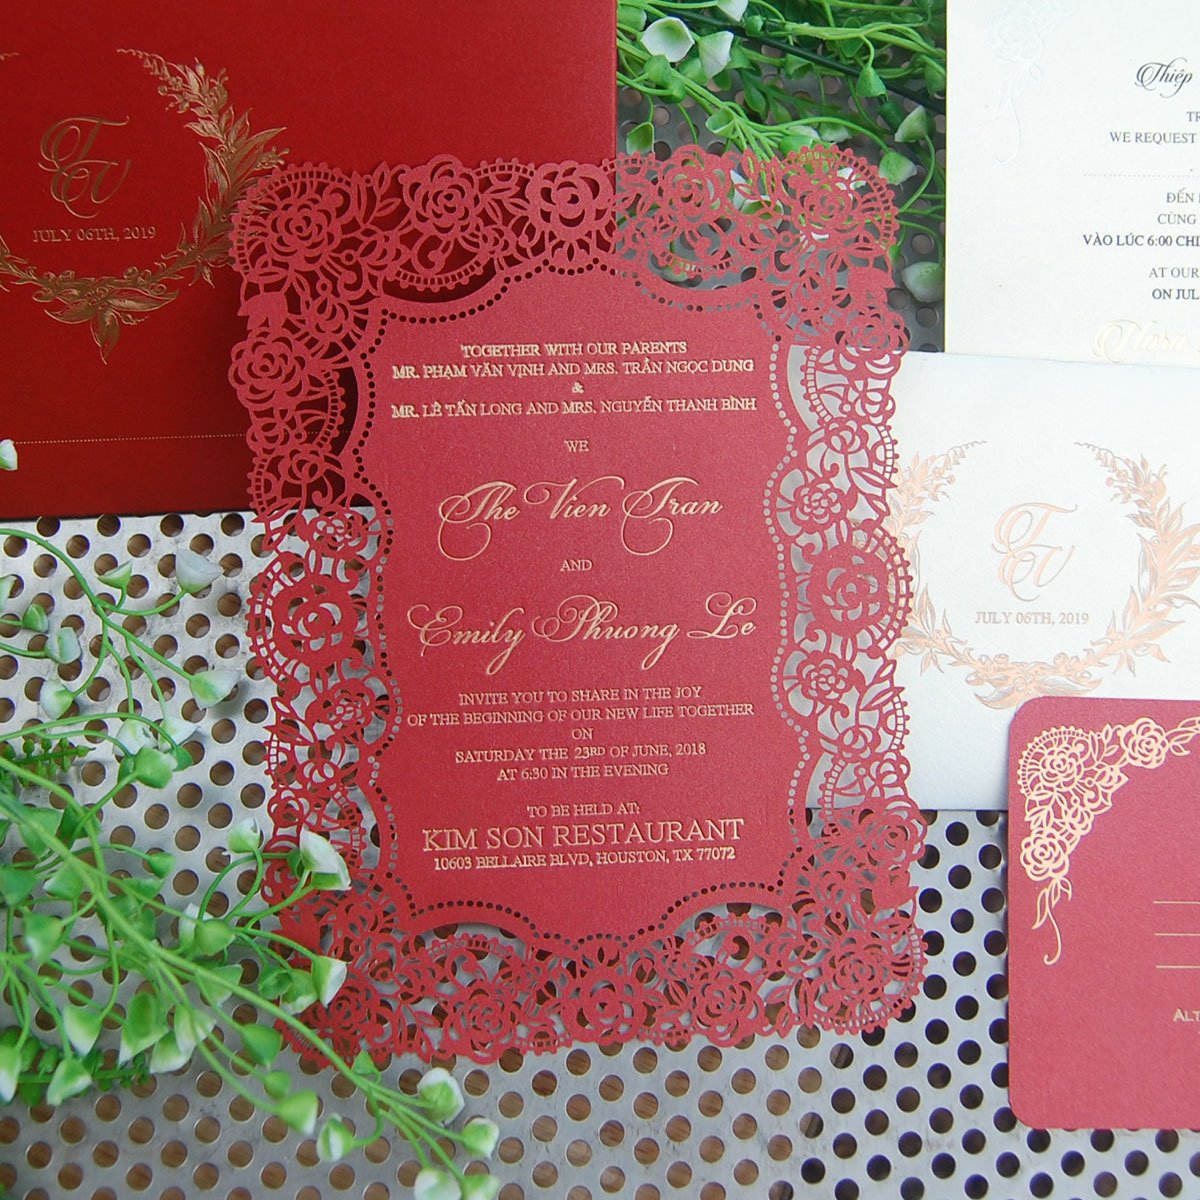 TV
JULY 06TH, 2019
TOGETHER WITH OUR PARENTS
MR. PHẠM VĂN VỊNH AND MRS. TRẦN NGỌC DUNG
&
MR. LÊ TẤN LONG AND MRS. NGUYỄN THANH BÌNH
WE
The Vien Tran
AND
Emily Phuong Le
INVITE YOU TO SHARE IN THE JOY
OF THE BEGINNING OF OUR NEW LIFE TOGETHER
ON
SATURDAY THE 23RD OF JUNE, 2018
AT 6:30 IN THE EVENING
TO BE HELD AT:
KIM SON RESTAURANT
10603 BELLAIRE BLVD, HOUSTON, TX 77072
Thiệp
TR
WE REQUEST
ĐẾN
CÙNG
VÀO LÚC 6:00 CHI
AT OUR
ON JUL
TV
JULY 06TH, 2019
ALT